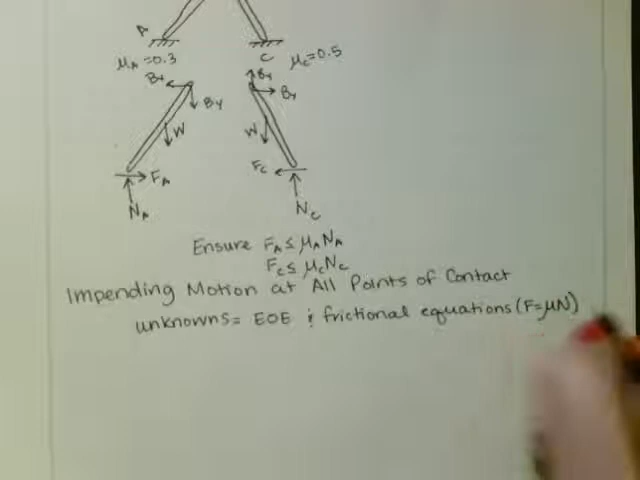 A
C
μA=0.3
μC=0.5
Bx
By
By
Bx
W
W
FA
FC
NA
NC
Ensure FA≤μANA
FC≤μCNC
Impending Motion at All Points of Contact
unknowns= EOE & frictional equations (F=μN)